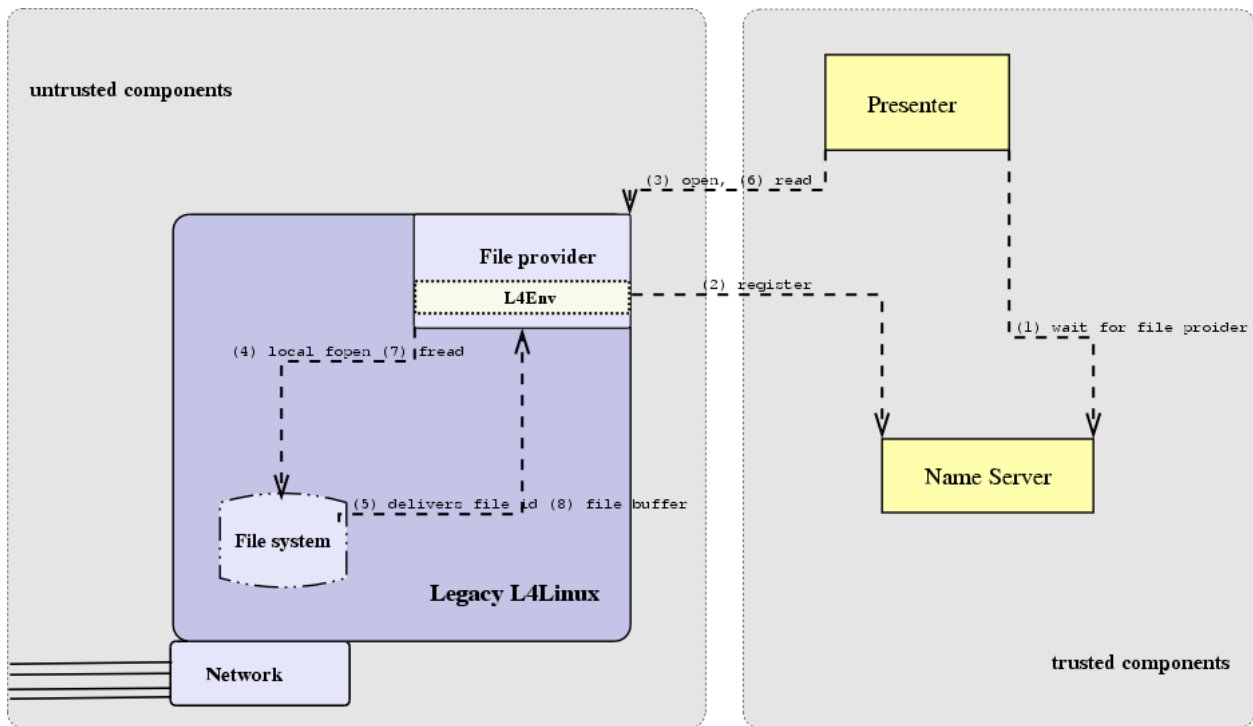 untrusted components
Presenter
(3) open, (6) read
File provider
L4Env
(2) register
(1) wait for file proider
(4) local fopen (7) fread
Name Server
(5) delivers file id (8) file buffer
File system
Legacy L4Linux
trusted components
Network